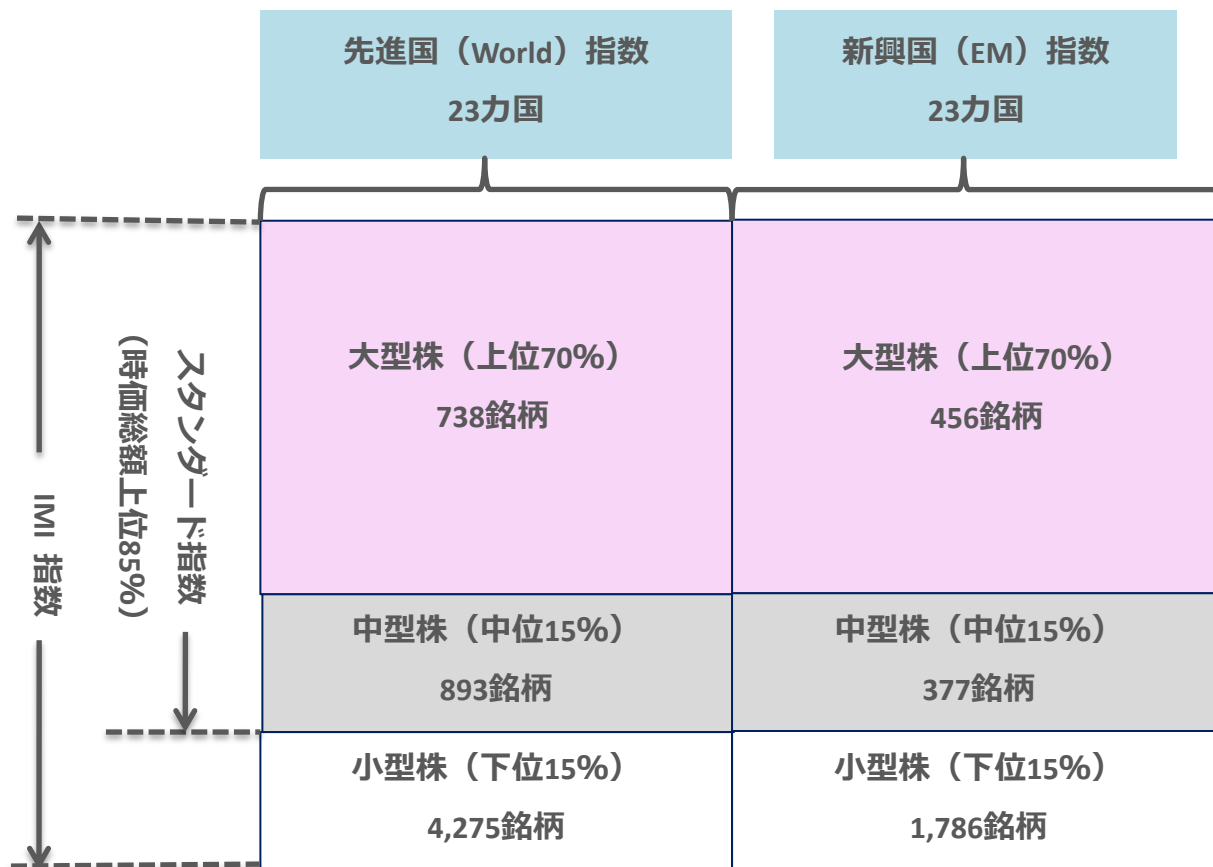 先進国（World）指数
23カ国
新興国（EM）指数
23カ国
IMI 指数
スタンダード指数
（時価総額上位85%）
大型株（上位70%）
738銘柄
大型株（上位70%）
456銘柄
中型株（中位15%）
893銘柄
中型株（中位15%）
377銘柄
小型株（下位15%）
4,275銘柄
小型株（下位15%）
1,786銘柄